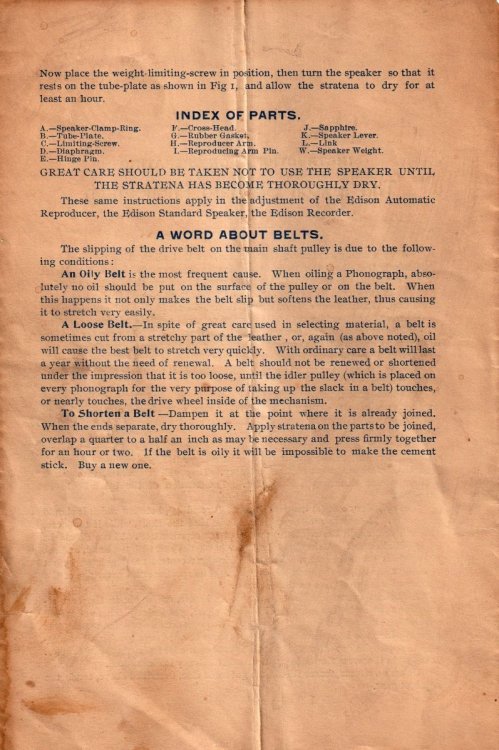 Now place the weight-limiting-screw in position, then turn the speaker so that it
rests on the tube-plate as shown in Fig 1, and allow the stratena to dry for at
least an hour.
INDEX OF PARTS.
A.—Speaker-Clamp-Ring. F.—Cross-Head. J.—Sapphire.
B.—Tube-Plate. G.—Rubber Gasket, K.—Speaker Lever.
C.—Limiting-Screw. H.—Reproducer Arm. L.—Link
D.—Diaphragm. I.—Reproducing Arm Pin. W.—Speaker Weight.
E.—Hinge Pin.
GREAT CARE SHOULD BE TAKEN NOT TO USE THE SPEAKER UNTIL
THE STRATENA HAS BECOME THOROUGHLY DRY.
These same instructions apply in the adjustment of the Edison Automatic
Reproducer, the Edison Standard Speaker, the Edison Recorder.
A WORD ABOUT BELTS.
The slipping of the drive belt on the main shaft pulley is due to the follow-
ing conditions:
An Oily Belt is the most frequent cause. When oiling a Phonograph, abso-
lutely no oil should be put on the surface of the pulley or on the belt. When
this happens it not only makes the belt slip but softens the leather, thus causing
it to stretch very easily.
A Loose Belt.—In spite of great care used in selecting material, a belt is
sometimes cut from a stretchy part of the leather , or, again (as above noted), oil
will cause the best belt to stretch very quickly. With ordinary care a belt will last
a year without the need of renewal. A belt should not be renewed or shortened
under the impression that it is too loose, until the idler pulley (which is placed on
every phonograph for the very purpose of taking up the slack in a belt) touches,
or nearly touches, the drive wheel inside of the mechanism.
To Shorten a Belt —Dampen it at the point where it is already joined.
When the ends separate, dry thoroughly. Apply stratena on the parts to be joined,
overlap a quarter to a half an inch as may be necessary and press firmly together
for an hour or two. If the belt is oily it will be impossible to make the cement
stick. Buy a new one.